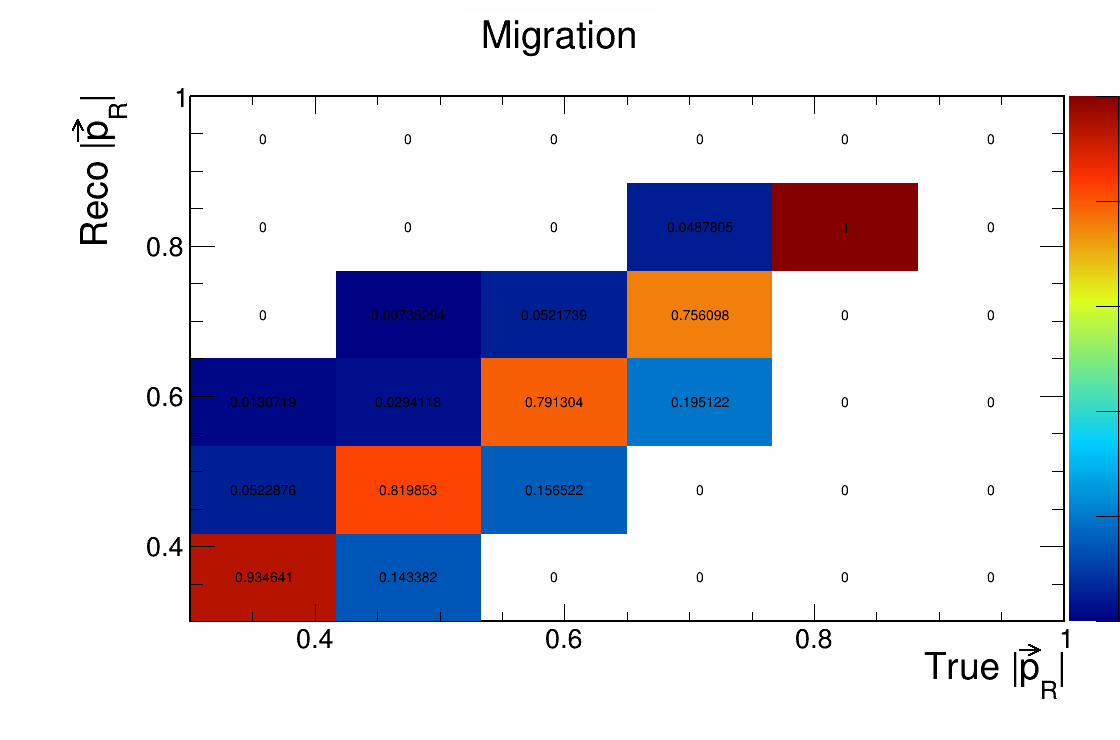 Migration
Reco |p⃗_R|
1
0.8
0.6
0.4
0 0 0 0 0 0
0 0 0 0.0487805 1 0
0 0.00735294 0.0521739 0.756098 0 0
0.0130719 0.0294118 0.791304 0.195122 0 0
0.0522876 0.819853 0.156522 0 0 0
0.934641 0.143382 0 0 0 0
0.4 0.6 0.8 1
True |p⃗_R|